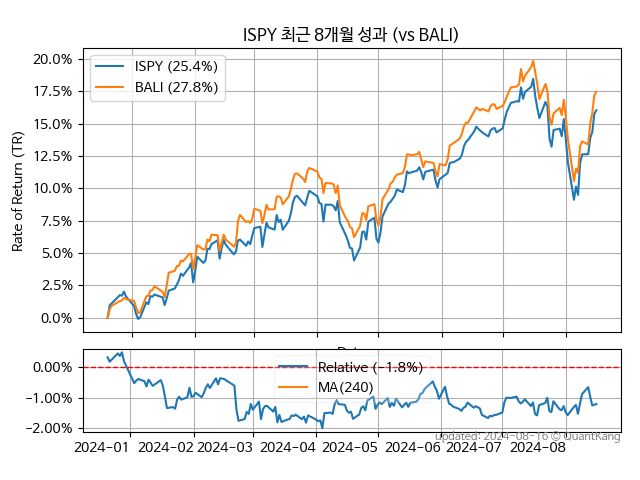 ISPY 최근 8개월 성과 (vs BALI)
20.0%
17.5%
15.0%
12.5%
10.0%
7.5%
5.0%
2.5%
0.0%
Rate of Return (TR)
ISPY (25.4%)
BALI (27.8%)
0.00%
−1.00%
−2.00%
Relative (−1.8%)
MA(240)
2024-01 2024-02 2024-03 2024-04 2024-05 2024-06 2024-07 2024-08
updated: 2024-08-16 © QuantKang